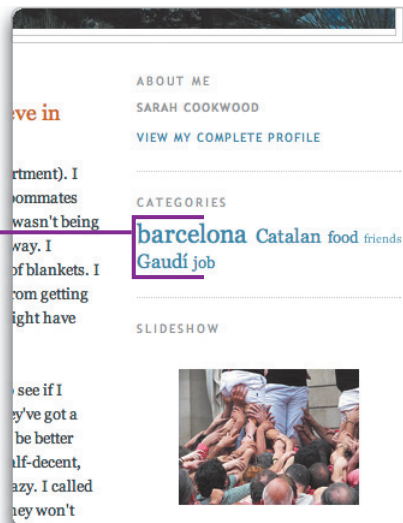 eve in
rtment). I
oommates
wasn't being
way. I
of blankets. I
rom getting
ight have
see if I
ey've got a
be better
alf-decent,
azy. I called
hey won't
ABOUT ME
SARAH COOKWOOD
VIEW MY COMPLETE PROFILE
CATEGORIES
barcelona Catalan food friends
Gaudí job
SLIDESHOW